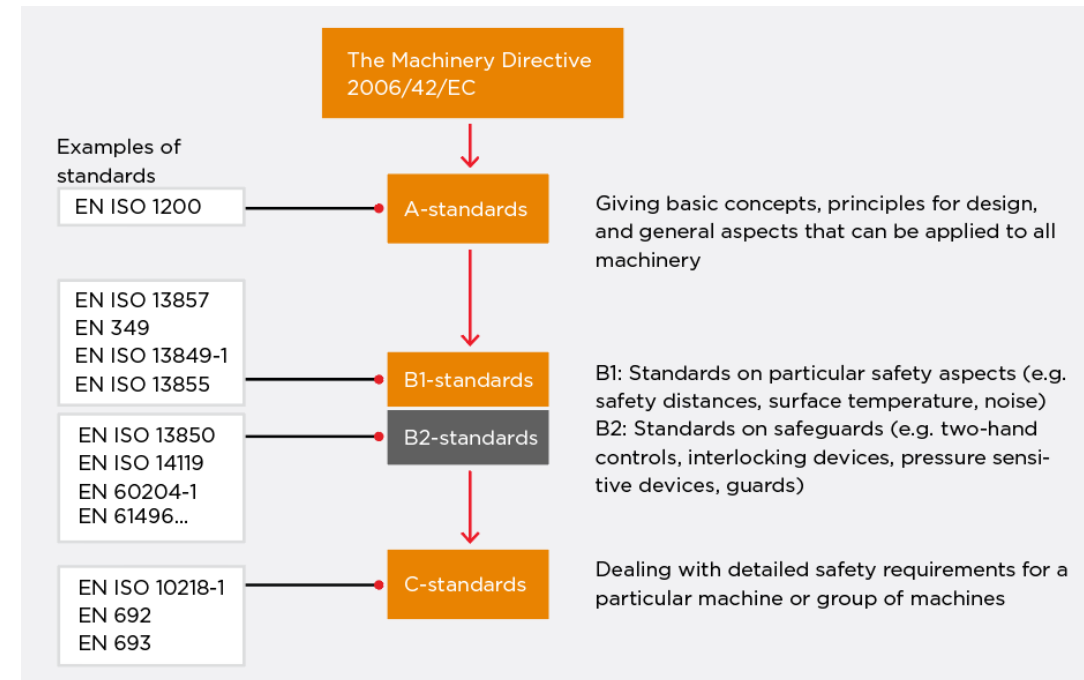 The Machinery Directive
2006/42/EC
Examples of
standards
EN ISO 1200
A-standards
Giving basic concepts, principles for design,
and general aspects that can be applied to all
machinery
EN ISO 13857
EN 349
EN ISO 13849-1
EN ISO 13855
B1-standards
B1: Standards on particular safety aspects (e.g.
safety distances, surface temperature, noise)
EN ISO 13850
EN ISO 14119
EN 60204-1
EN 61496...
B2-standards
B2: Standards on safeguards (e.g. two-hand
controls, interlocking devices, pressure sensi-
tive devices, guards)
EN ISO 10218-1
EN 692
EN 693
C-standards
Dealing with detailed safety requirements for a
particular machine or group of machines